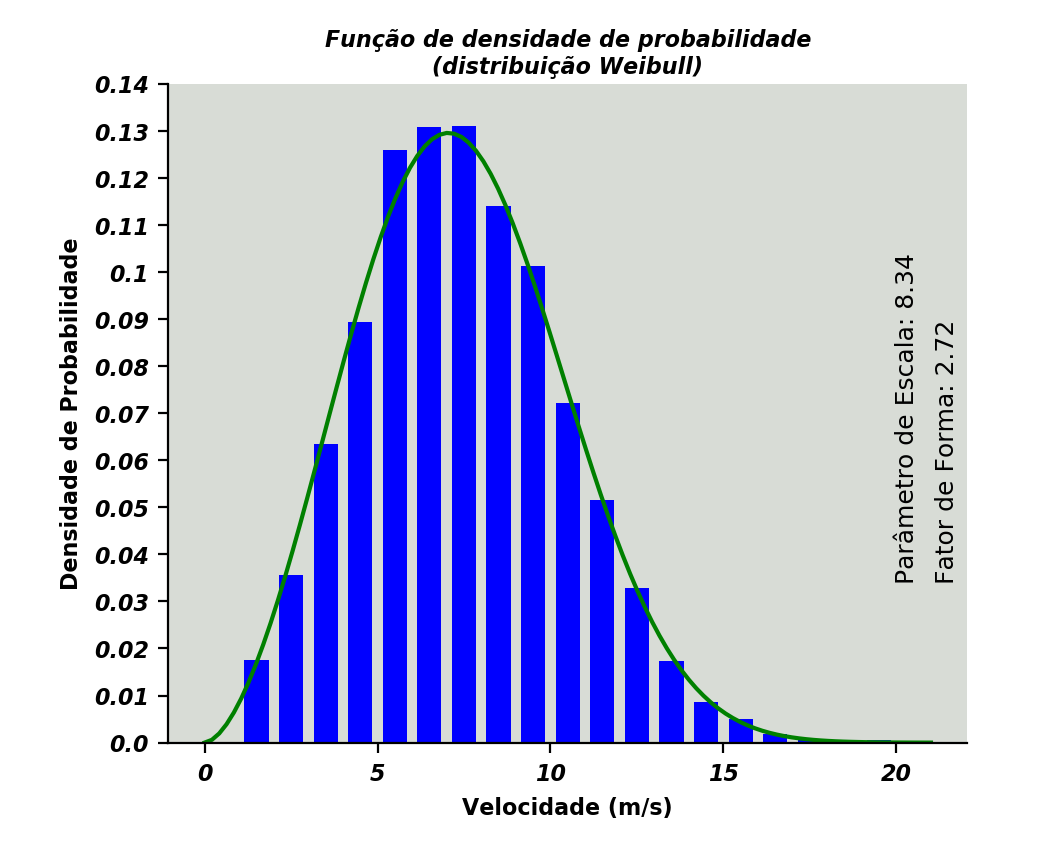 Função de densidade de probabilidade
(distribuição Weibull)
0.14
0.13
0.12
0.11
0.1
0.09
0.08
0.07
0.06
0.05
0.04
0.03
0.02
0.01
0.0
Densidade de Probabilidade
Parâmetro de Escala: 8.34
Fator de Forma: 2.72
0 5 10 15 20
Velocidade (m/s)